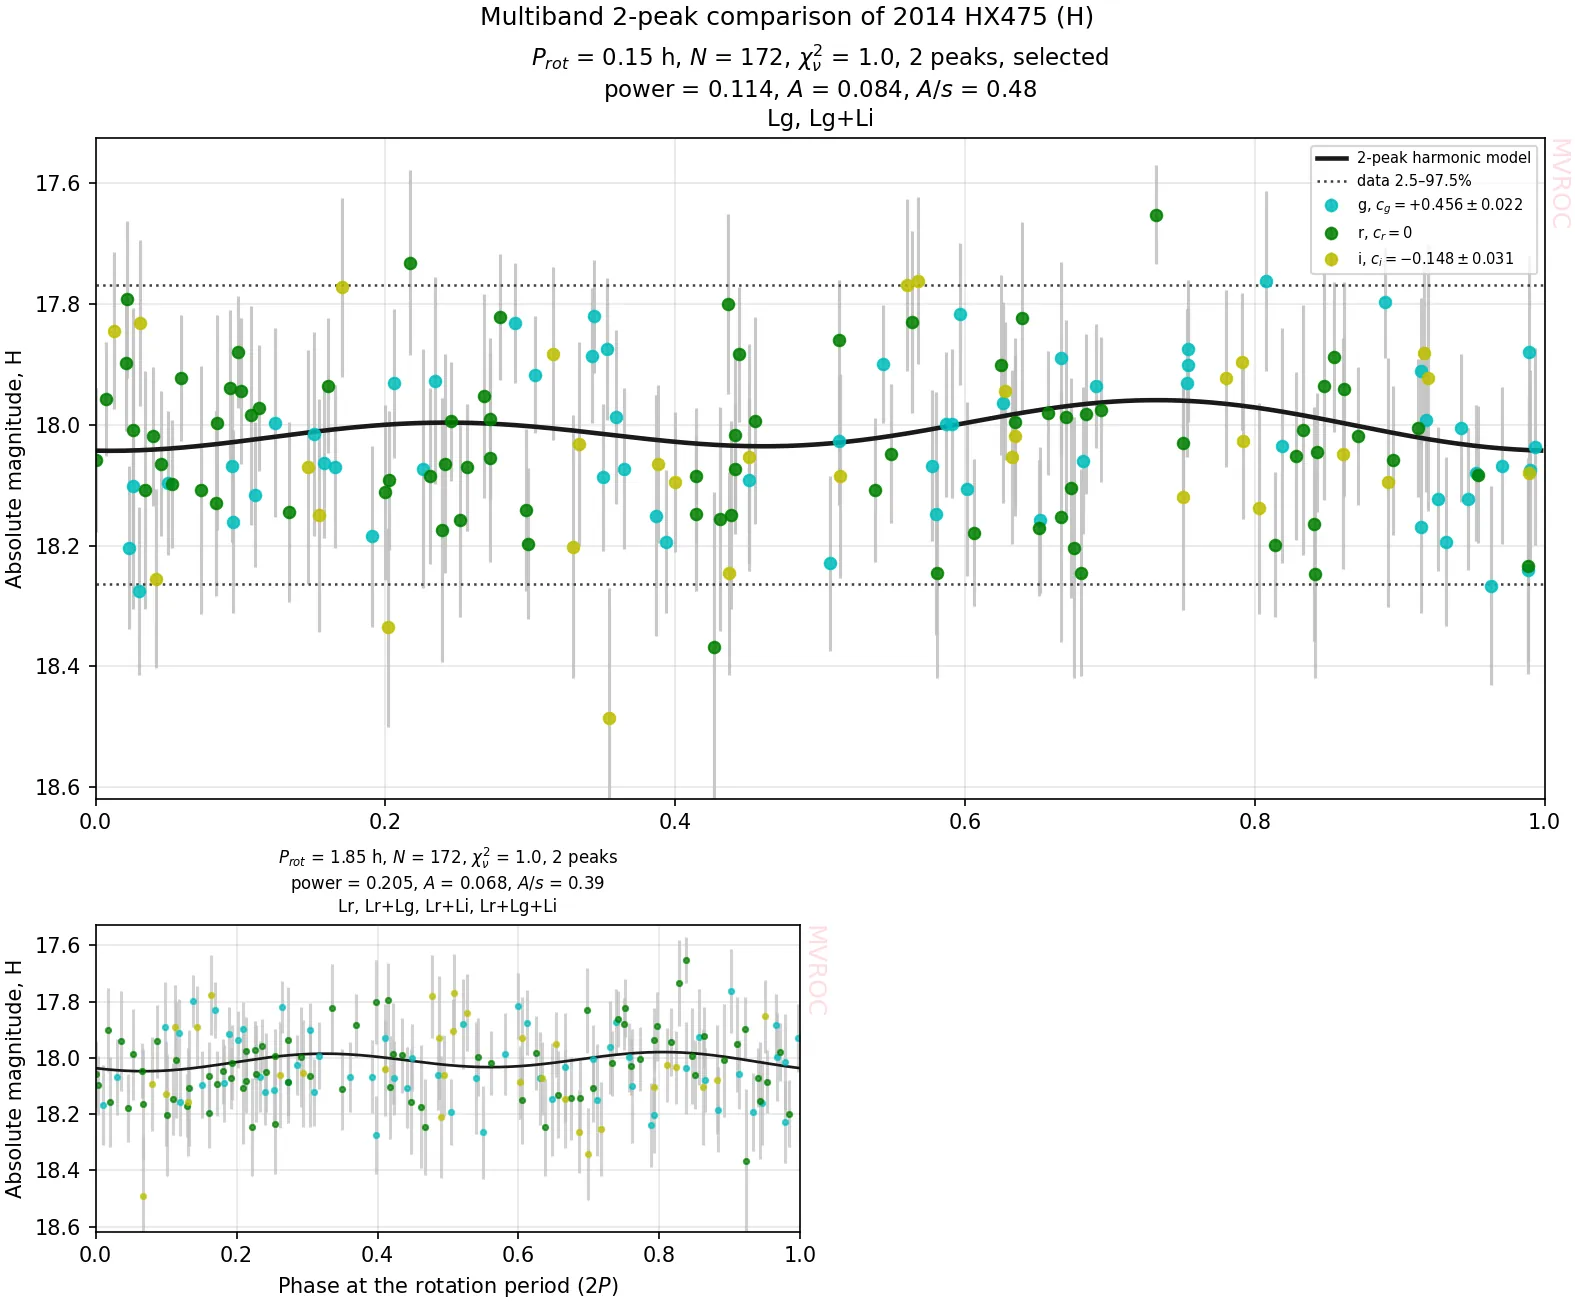 Multiband 2-peak comparison of 2014 HX475 (H)
P_rot = 0.15 h, N = 172, χ²_ν = 1.0, 2 peaks, selected
power = 0.114, A = 0.084, A/s = 0.48
Lg, Lg+Li
2-peak harmonic model
data 2.5–97.5%
g, c_g = +0.456 ± 0.022
r, c_r = 0
i, c_i = −0.148 ± 0.031
MVROC
Absolute magnitude, H
17.6
17.8
18.0
18.2
18.4
18.6
0.0 0.2 0.4 0.6 0.8 1.0
P_rot = 1.85 h, N = 172, χ²_ν = 1.0, 2 peaks
power = 0.205, A = 0.068, A/s = 0.39
Lr, Lr+Lg, Lr+Li, Lr+Lg+Li
MVROC
Absolute magnitude, H
17.6
17.8
18.0
18.2
18.4
18.6
0.0 0.2 0.4 0.6 0.8 1.0
Phase at the rotation period (2P)